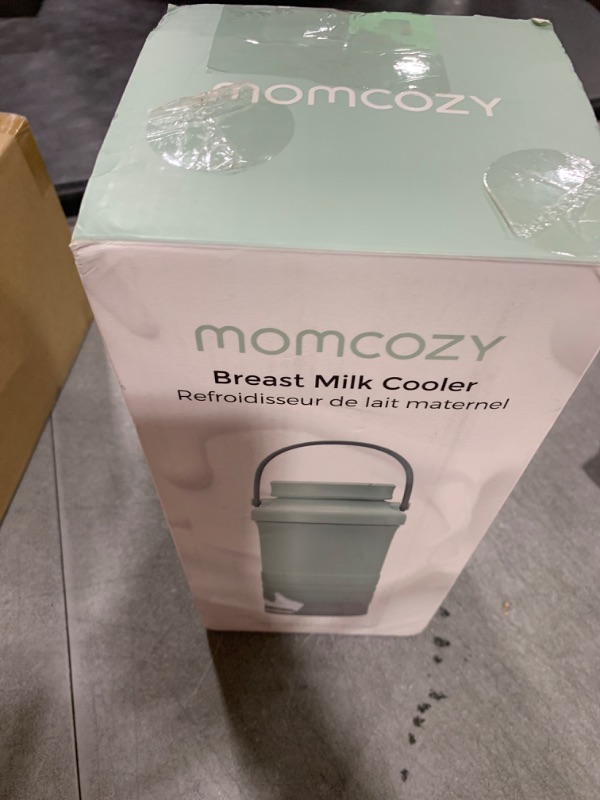 momcozy
momcozy
Breast Milk Cooler
Refroidisseur de lait maternel